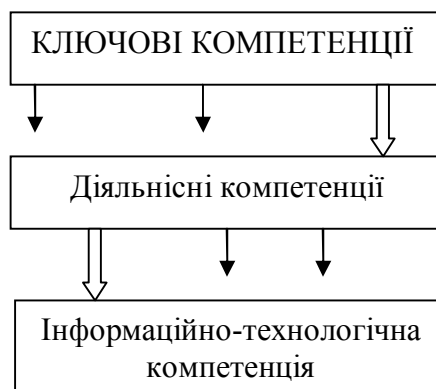 КЛЮЧОВІ КОМПЕТЕНЦІЇ
Діяльнісні компетенції
Інформаційно-технологічна
компетенція